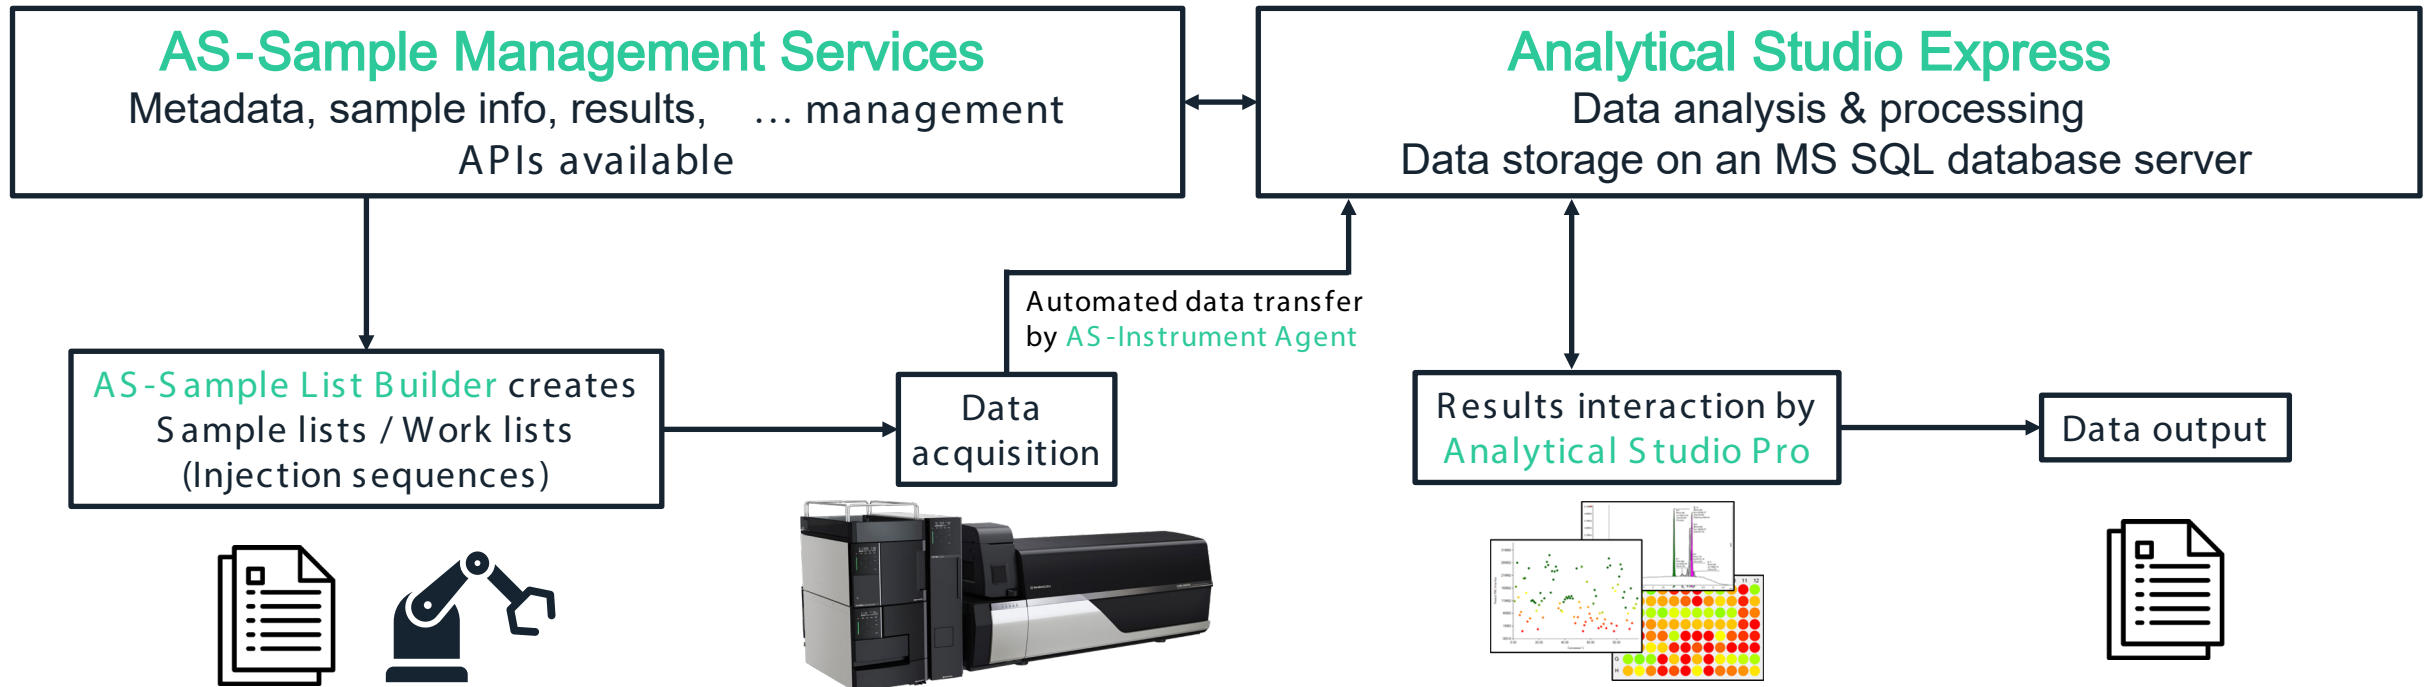 AS-Sample Management Services
Metadata, sample info, results, ... management
APIs available
Analytical Studio Express
Data analysis & processing
Data storage on an MS SQL database server
Automated data transfer
by AS-Instrument Agent
AS-Sample List Builder creates
Sample lists / Work lists
(Injection sequences)
Data
acquisition
Results interaction by
Analytical Studio Pro
Data output
11 12
G
H